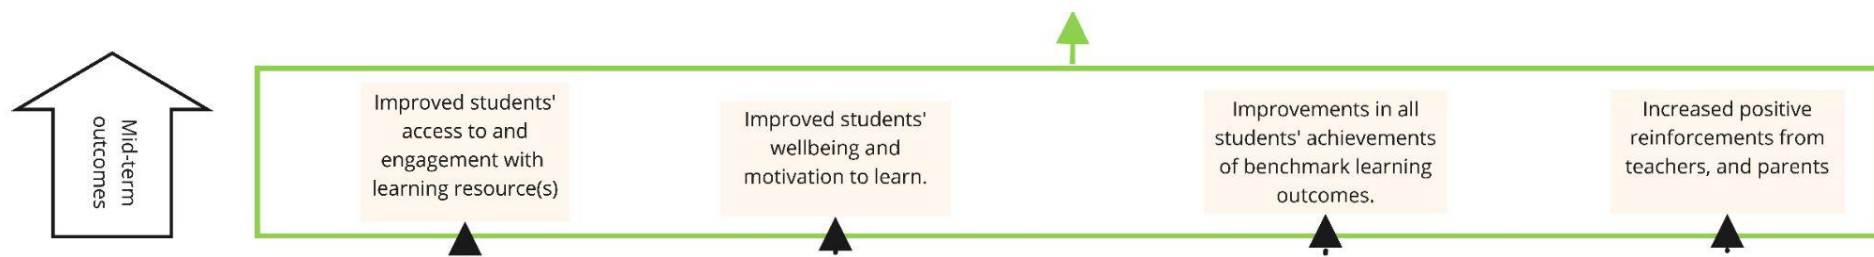 Mid-term
outcomes
Improved students'
access to and
engagement with
learning resource(s)
Improved students'
wellbeing and
motivation to learn.
Improvements in all
students' achievements
of benchmark learning
outcomes.
Increased positive
reinforcements from
teachers, and parents